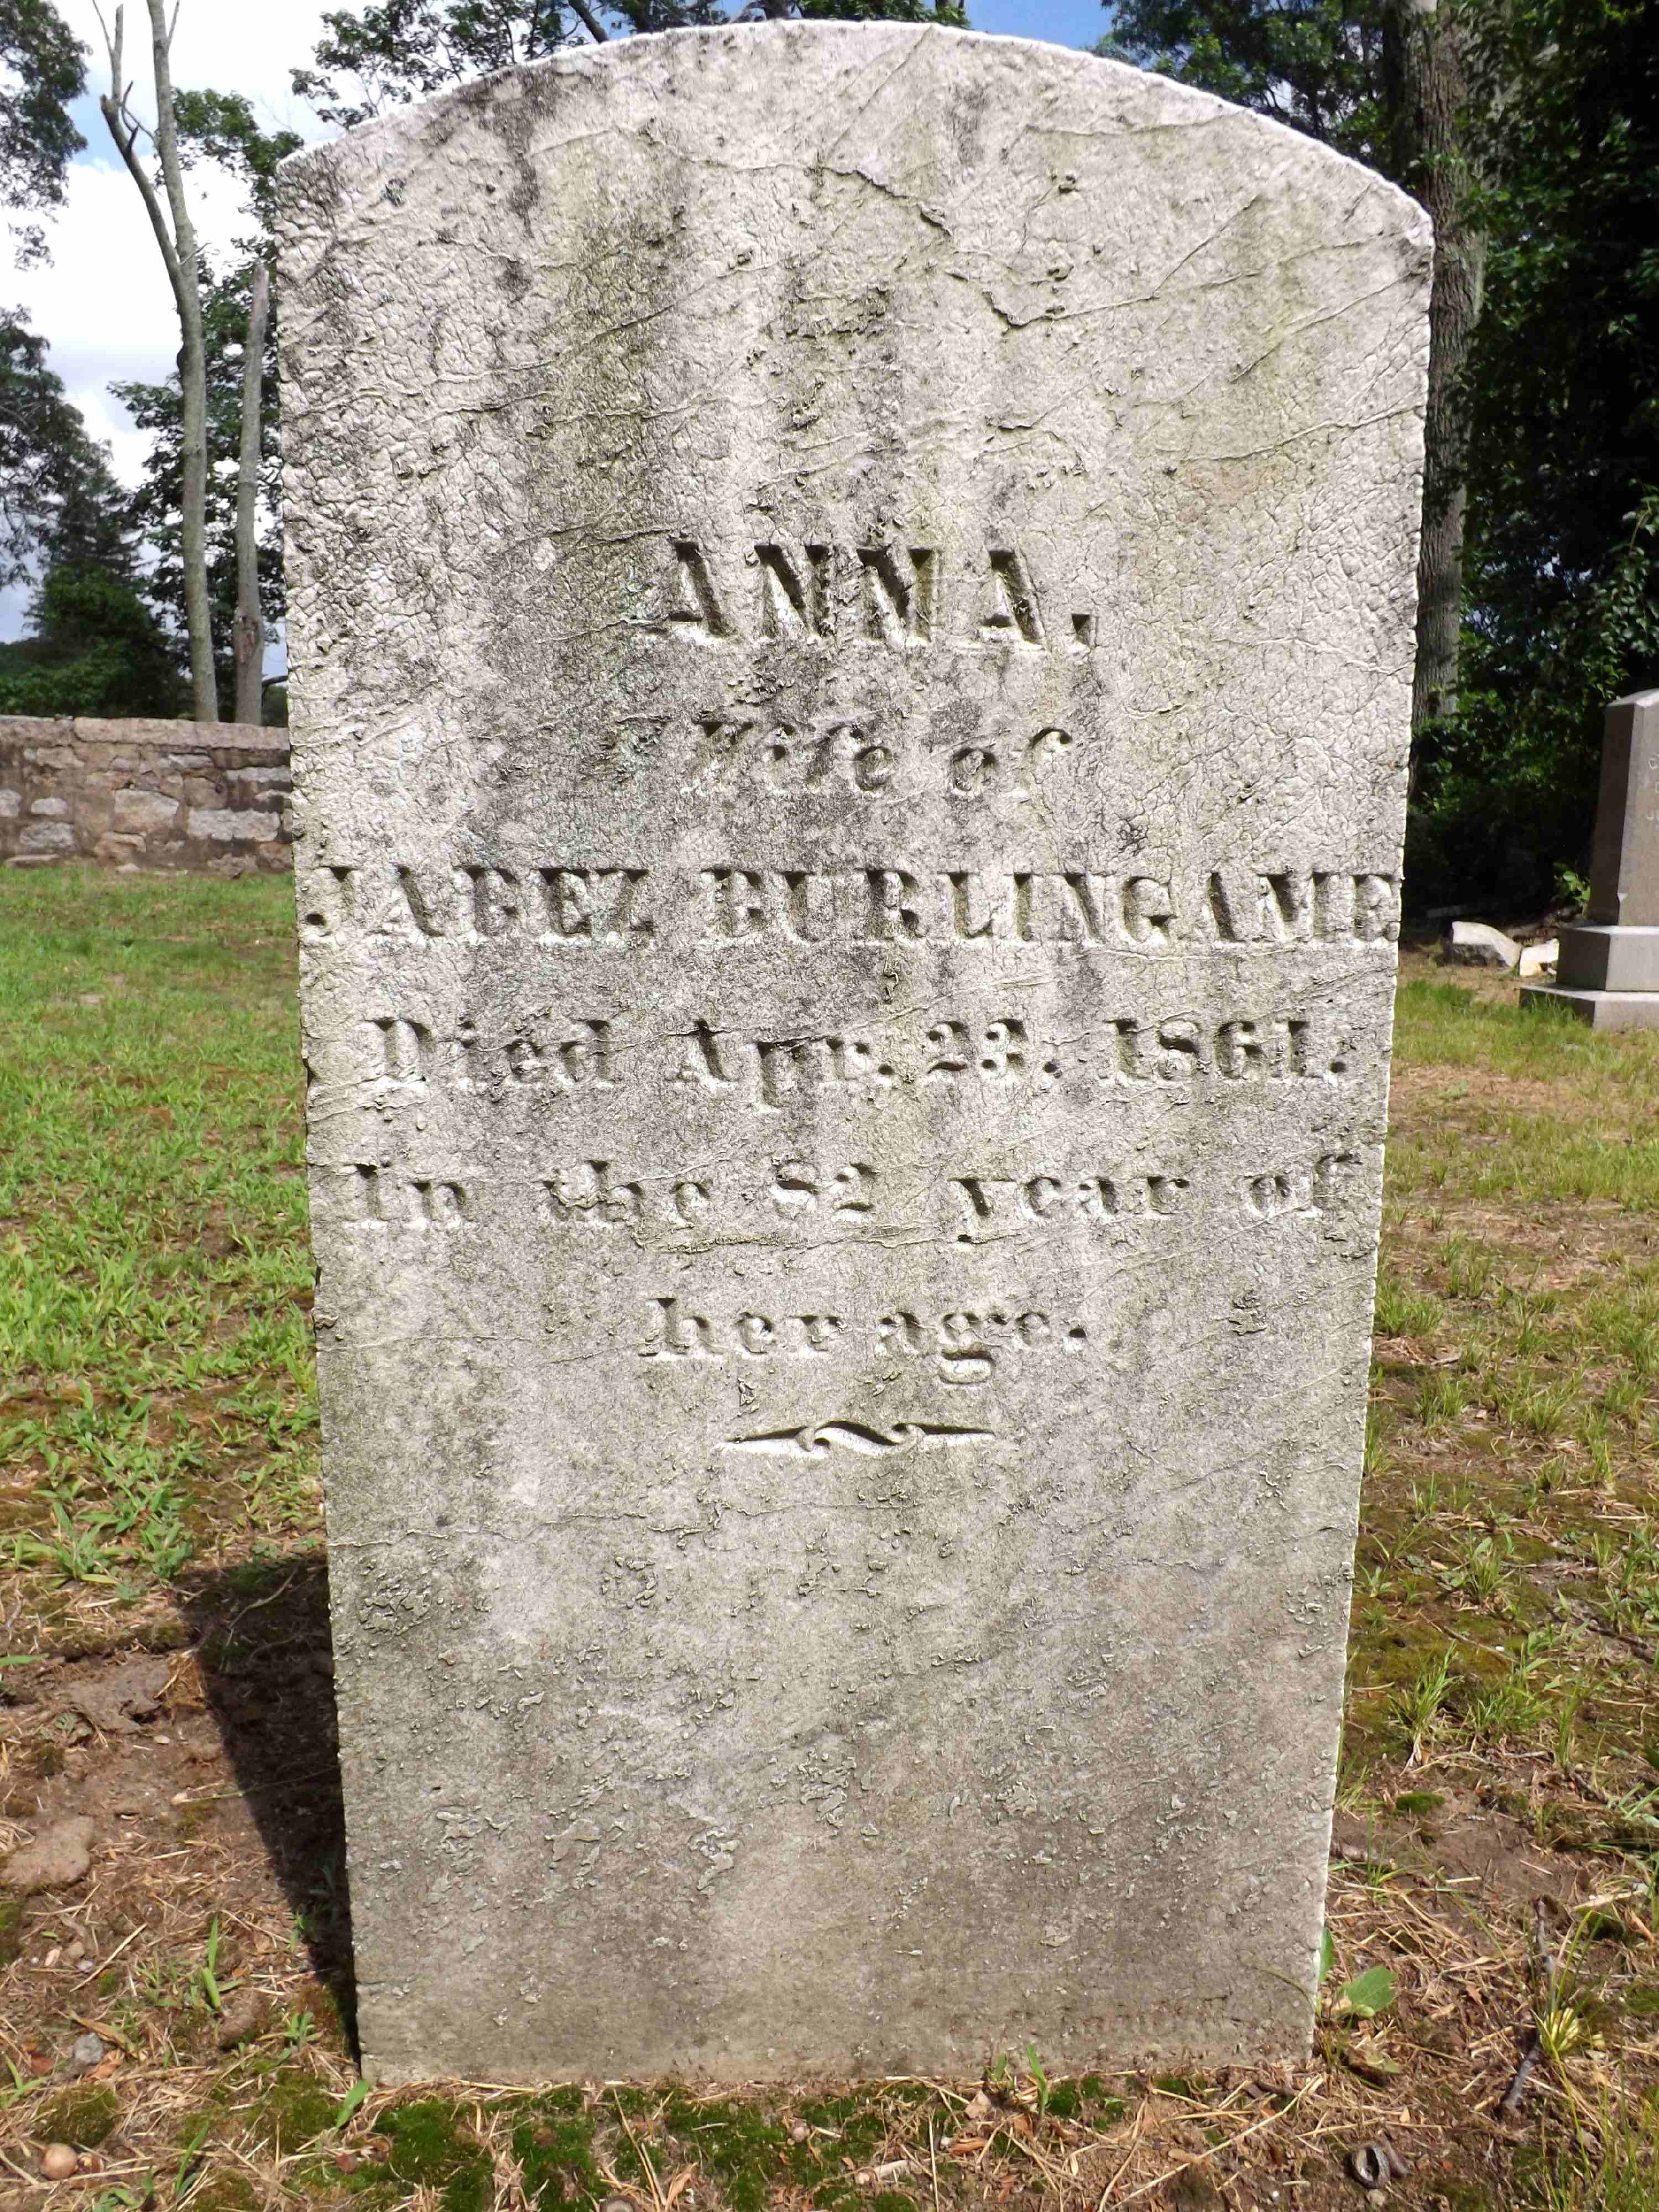 ANNA,
Wife of
JABEZ BURLINGAME
Died Apr. 23. 1861.
In the 82 year of
her age.